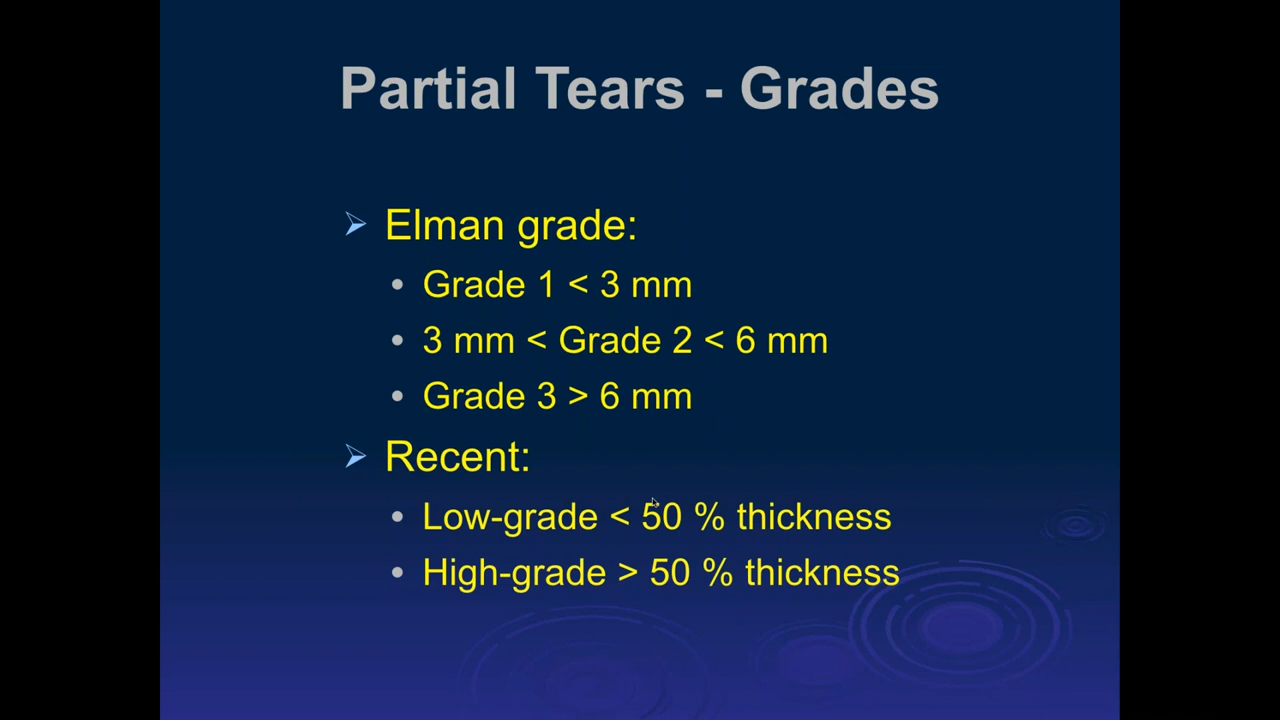 Partial Tears - Grades
Elman grade:
Grade 1 < 3 mm
3 mm < Grade 2 < 6 mm
Grade 3 > 6 mm
Recent:
Low-grade < 50 % thickness
High-grade > 50 % thickness